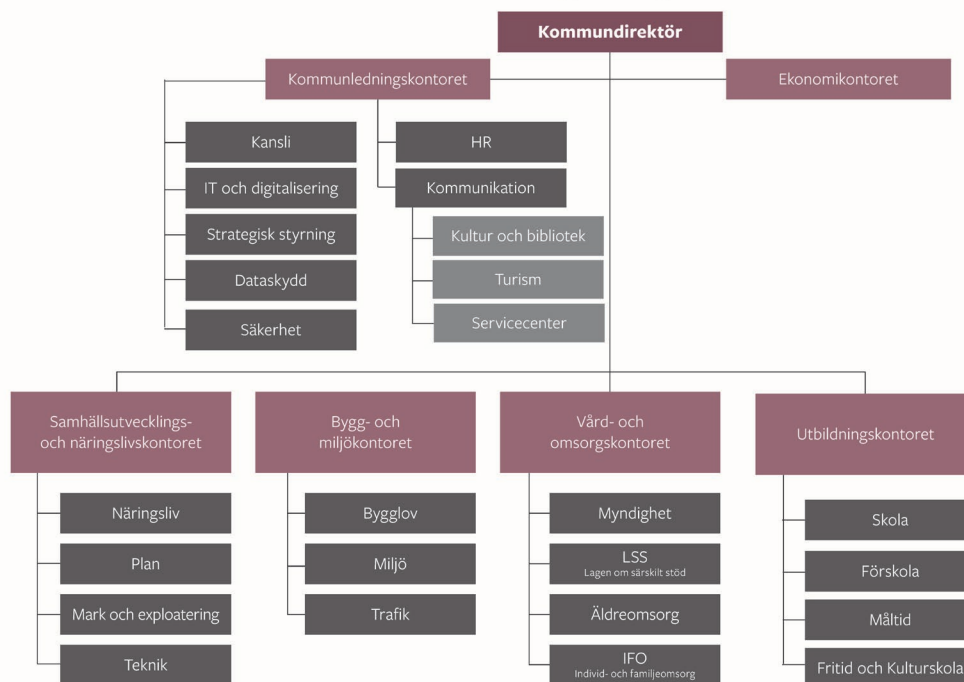 Kommundirektör
Kommunledningskontoret
Ekonomikontoret
Kansli
IT och digitalisering
Strategisk styrning
Dataskydd
Säkerhet
HR
Kommunikation
Kultur och bibliotek
Turism
Servicecenter
Samhällsutvecklings-
och näringslivskontoret
Näringsliv
Plan
Mark och exploatering
Teknik
Bygg- och
miljökontoret
Bygglov
Miljö
Trafik
Vård- och
omsorgskontoret
Myndighet
LSS
Lagen om särskilt stöd
Äldreomsorg
IFO
Individ- och familjeomsorg
Utbildningskontoret
Skola
Förskola
Måltid
Fritid och Kulturskola